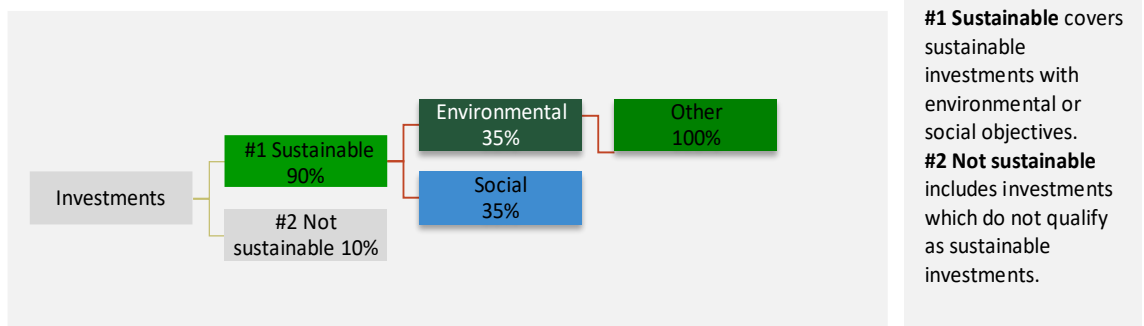 Investments
#1 Sustainable
90%
#2 Not
sustainable 10%
Environmental
35%
Social
35%
Other
100%
#1 Sustainable covers
sustainable
investments with
environmental or
social objectives.
#2 Not sustainable
includes investments
which do not qualify
as sustainable
investments.